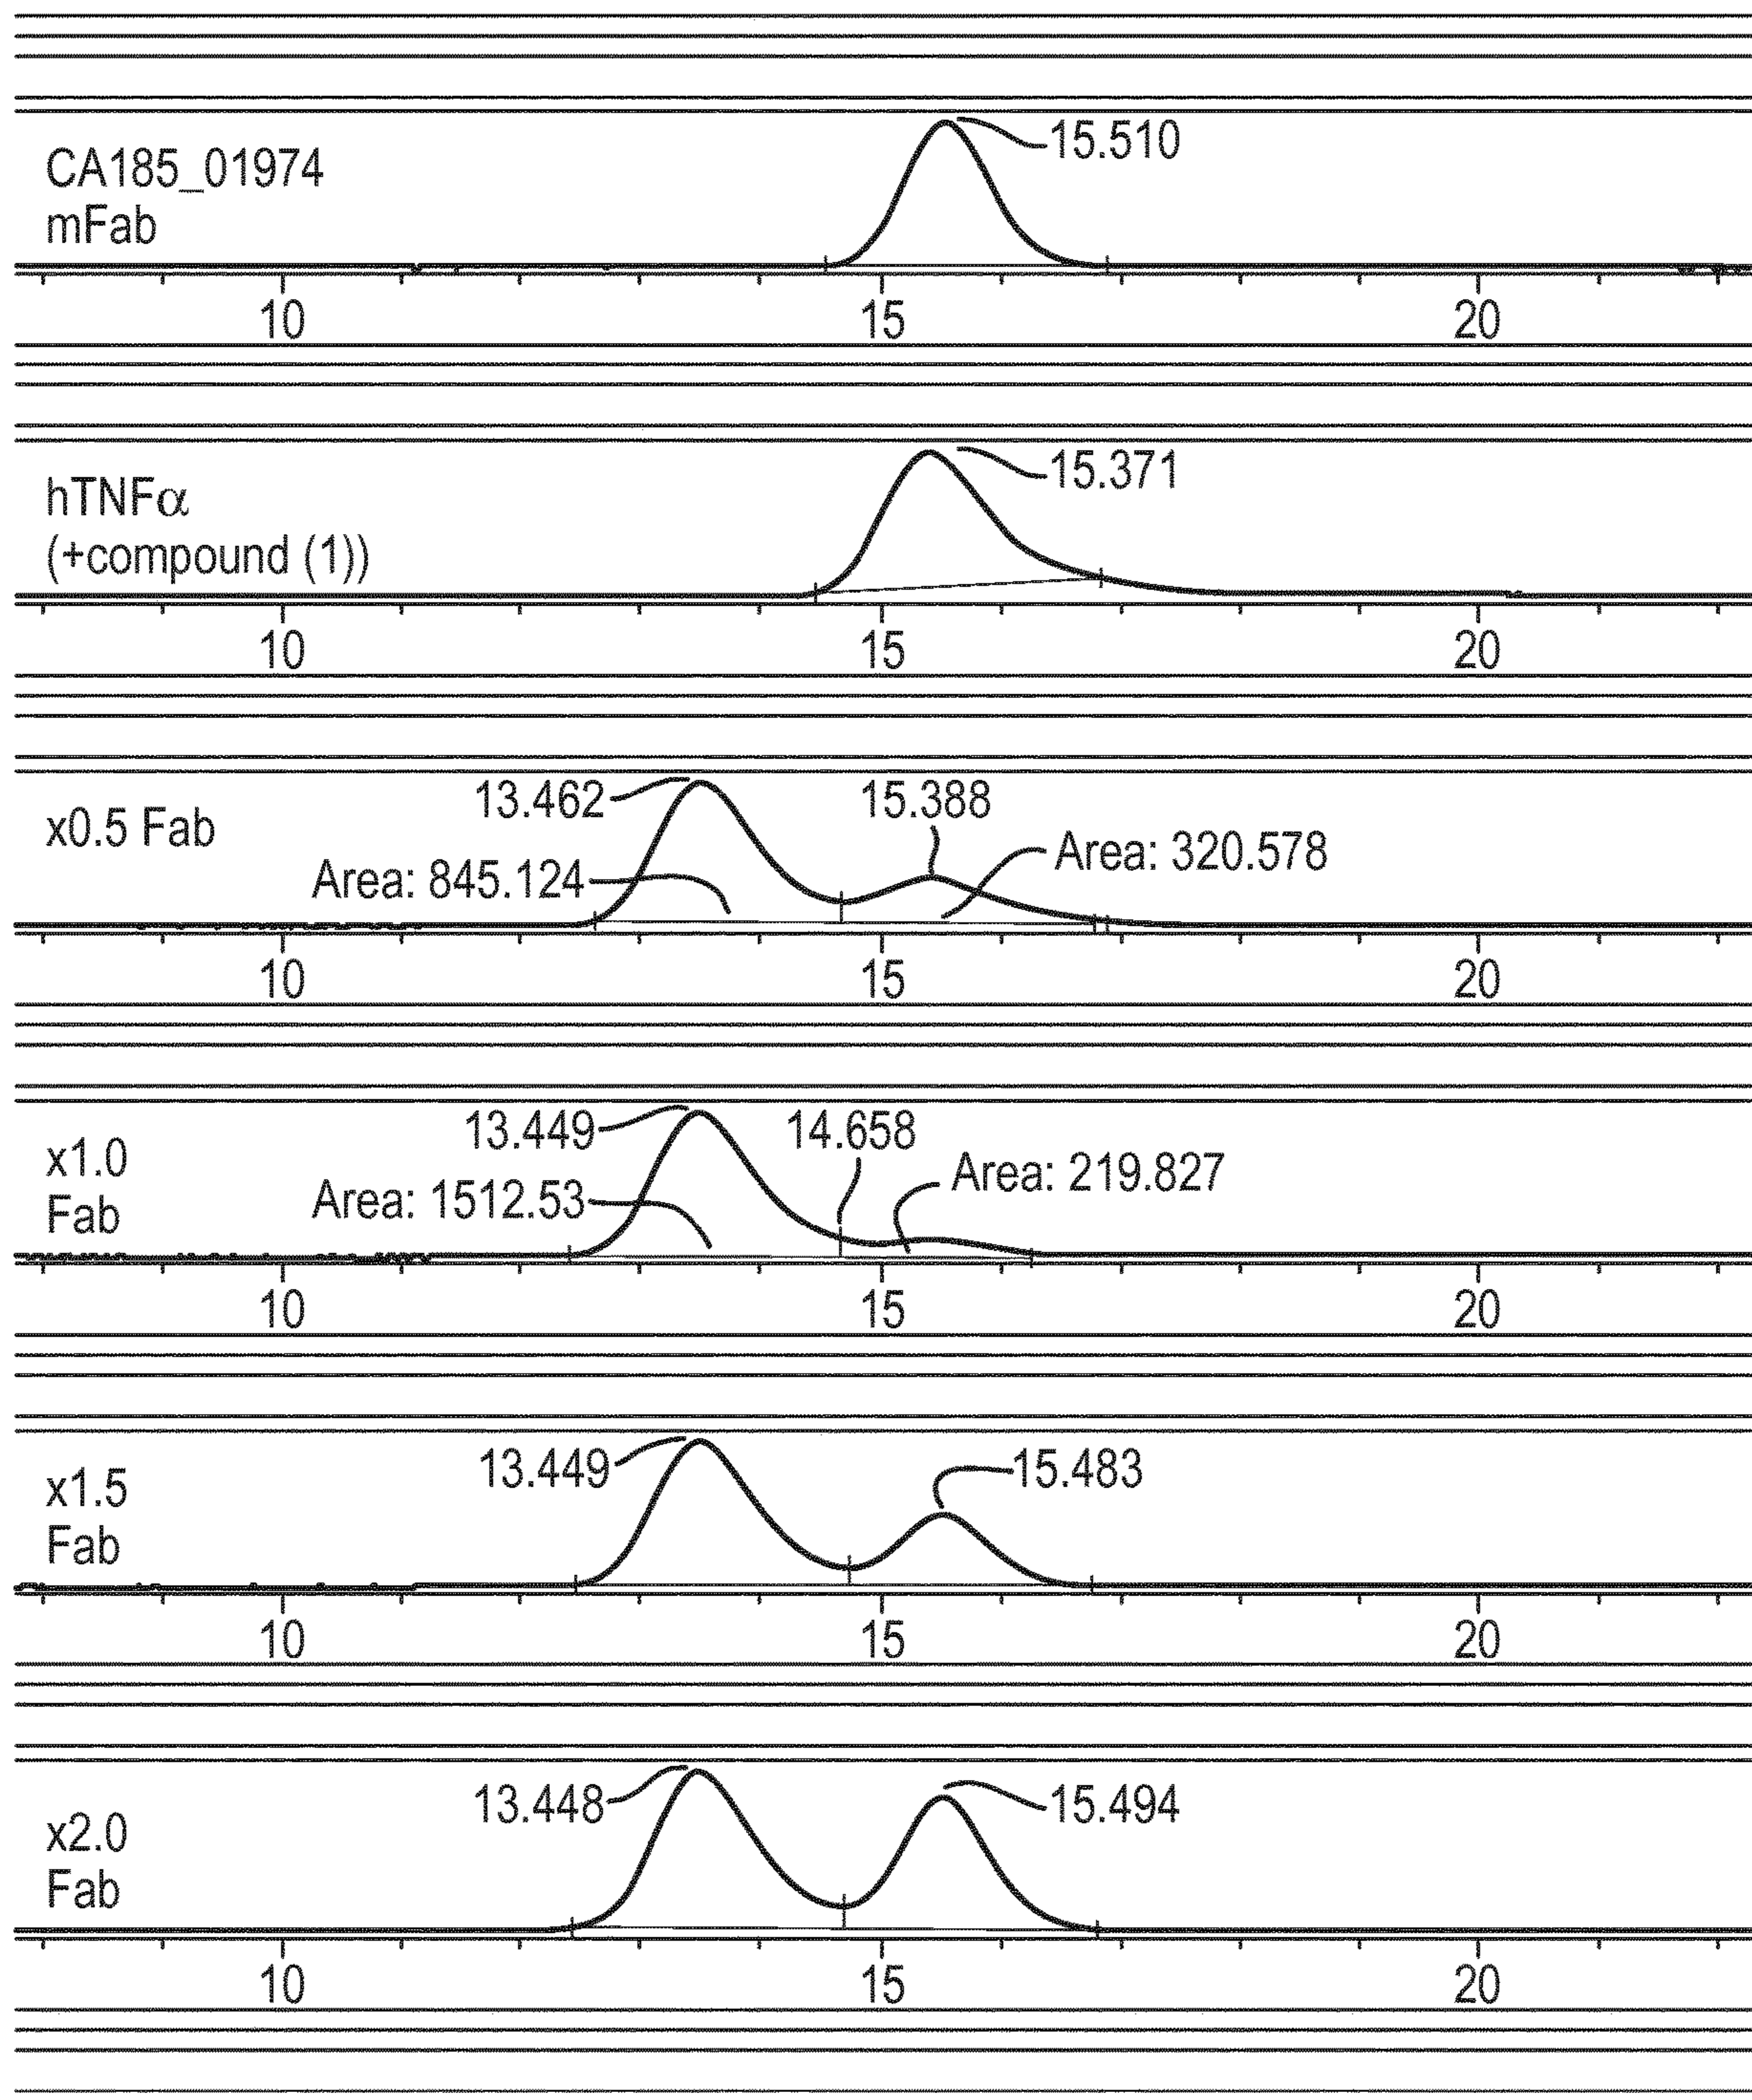 15.510
CA185_01974
mFab
10 15 20
15.371
hTNFα
(+compound (1))
10 15 20
13.462 15.388
x0.5 Fab
Area: 320.578
Area: 845.124
10 15 20
13.449 14.658
x1.0
Fab
Area: 219.827
Area: 1512.53
10 15 20
13.449 15.483
x1.5
Fab
10 15 20
13.448 15.494
x2.0
Fab
10 15 20